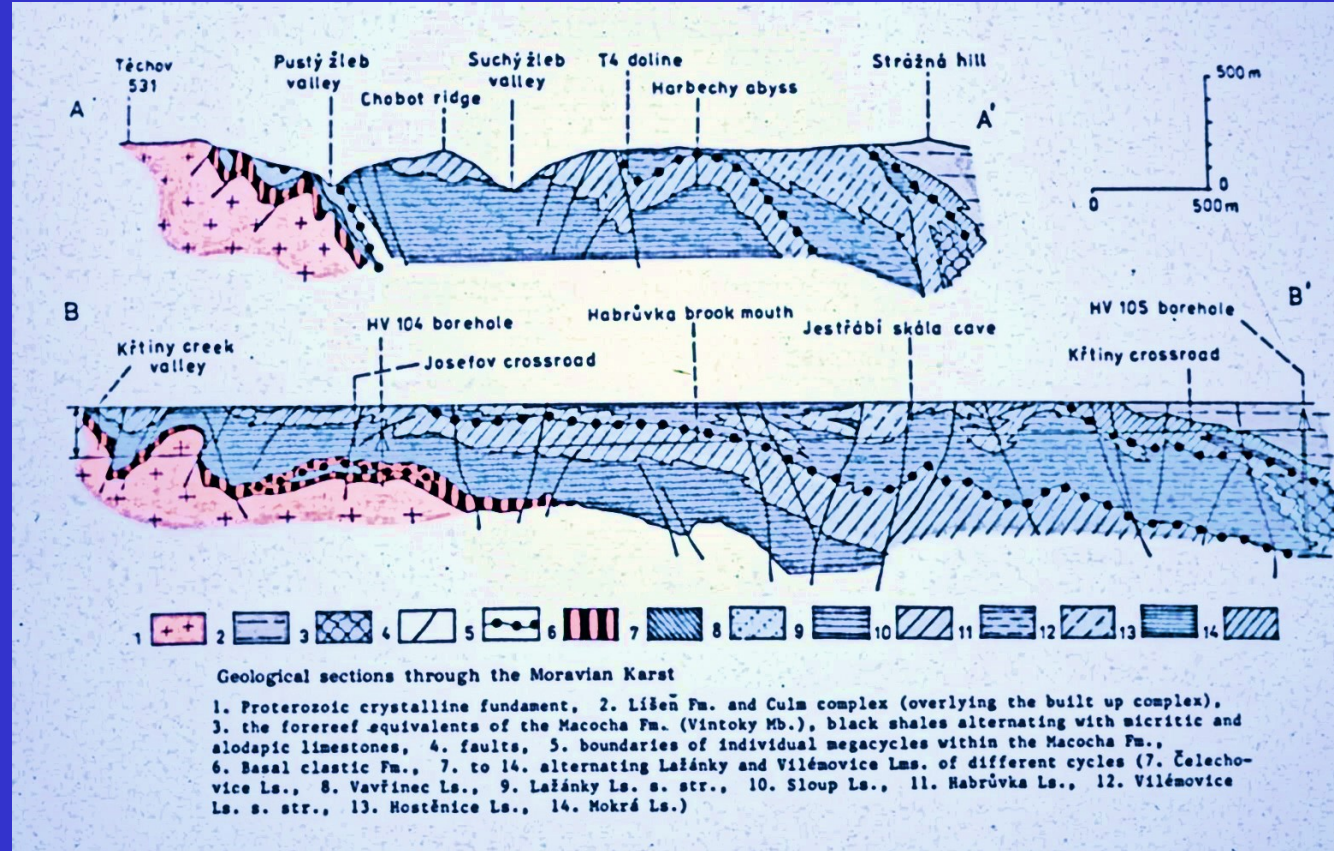 Těchov
531
Pustý žleb
valley
Chobot ridge
Suchý žleb
valley
T4 doline
Harbechy abyss
Strážná hill
500m
0
0
500m
A
A'
B
B'
Křtiny creek
valley
HV 104 borehole
Josefov crossroad
Habrůvka brook mouth
Jestřábí skála cave
HV 105 borehole
Křtiny crossroad
1 2 3 4 5 6 7 8 9 10 11 12 13 14
Geological sections through the Moravian Karst
1. Proterozoic crystalline fundament, 2. Líšeň Fm. and Culm complex (overlying the built up complex),
3. the forereef equivalents of the Macocha Fm. (Vintoky Mb.), black shales alternating with micritic and
alodapic limestones, 4. faults, 5. boundaries of individual megacycles within the Macocha Fm.,
6. Basal clastic Fm., 7. to 14. alternating Lažánky and Vilémovice Lms. of different cycles (7. Čelecho-
vice Ls., 8. Vavřinec Ls., 9. Lažánky Ls. s. str., 10. Sloup Ls., 11. Habrůvka Ls., 12. Vilémovice
Ls. s. str., 13. Hostěnice Ls., 14. Mokrá Ls.)